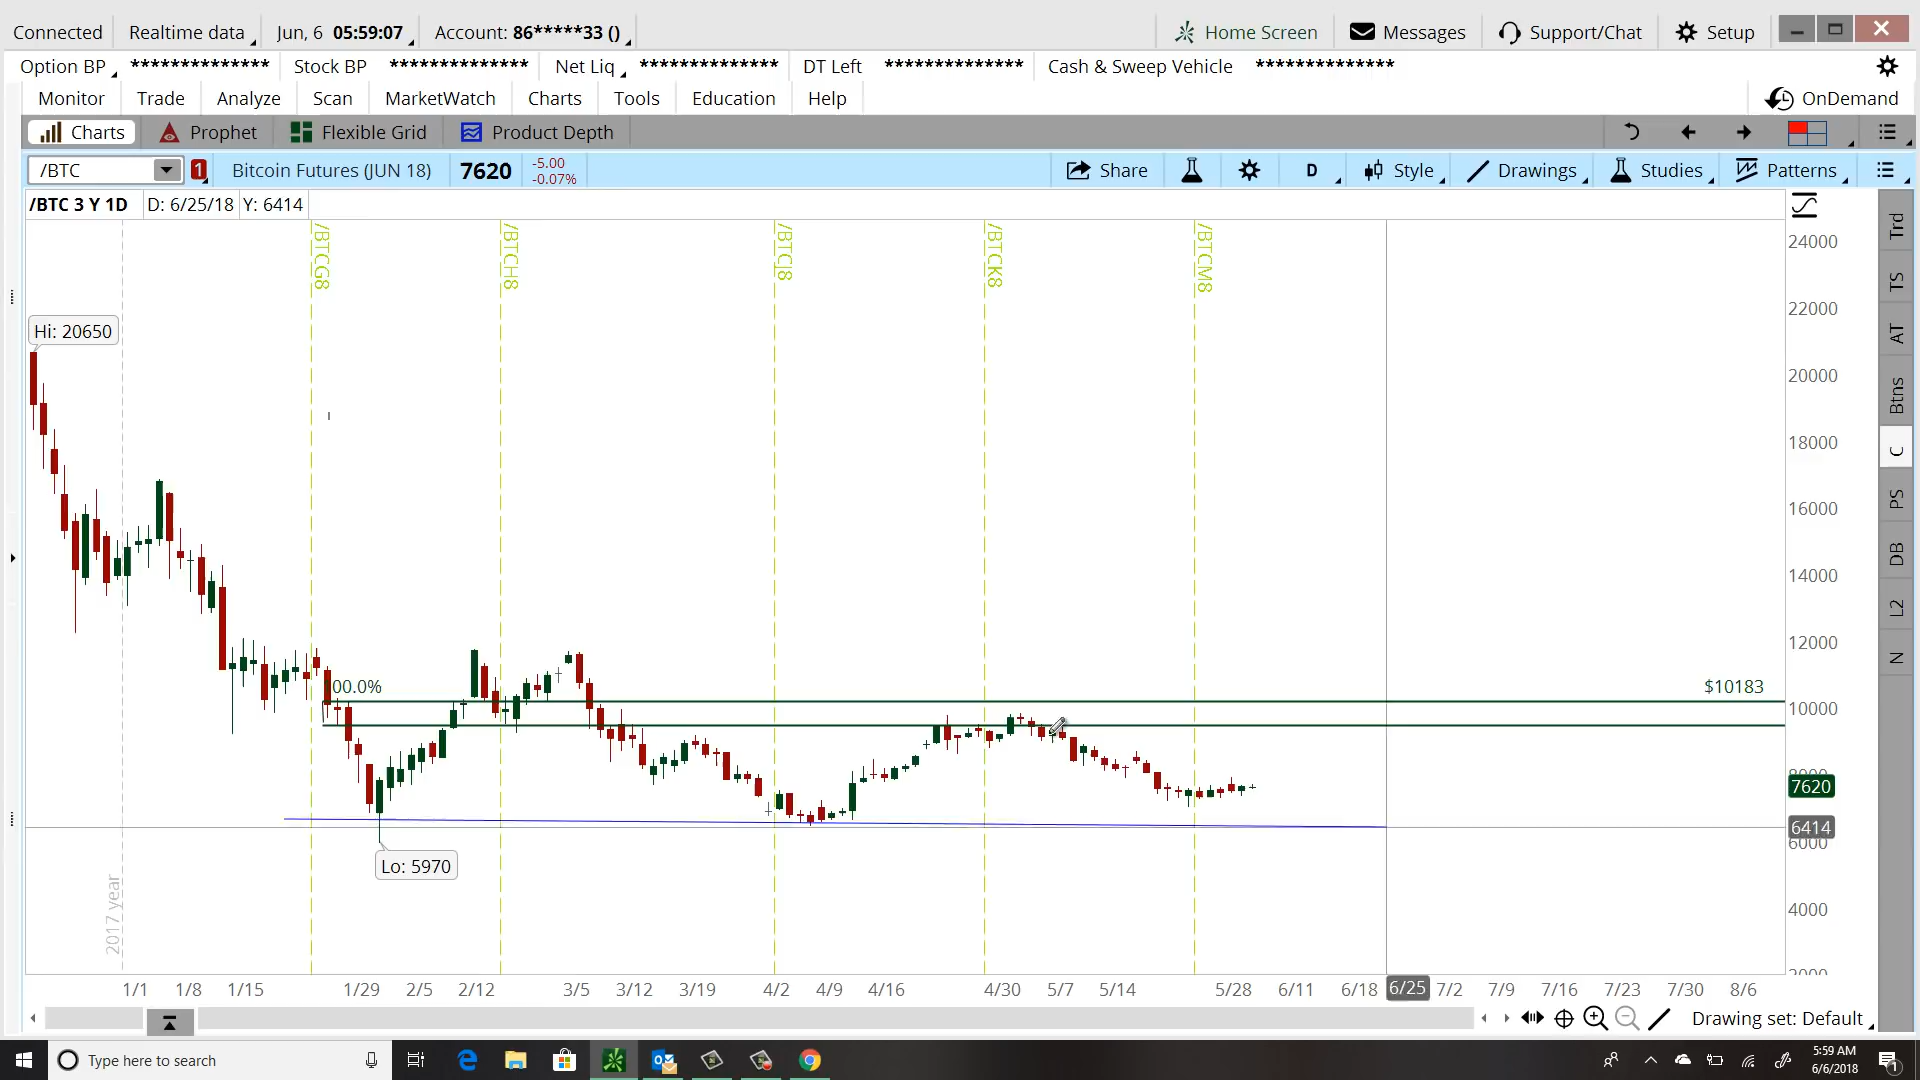 Connected Realtime data Jun, 6 05:59:07 Account: 86*****33 () Home Screen Messages Support/Chat Setup
Option BP ************** Stock BP ************** Net Liq ************** DT Left ************** Cash & Sweep Vehicle **************
Monitor Trade Analyze Scan MarketWatch Charts Tools Education Help OnDemand
Charts Prophet Flexible Grid Product Depth
/BTC 1 Bitcoin Futures (JUN 18) 7620 -5.00 -0.07% Share D Style Drawings Studies Patterns
/BTC 3 Y 1D D: 6/25/18 Y: 6414
/BTCG8 /BTCH8 /BTCJ8 /BTCK8 /BTCM8
Hi: 20650
24000
22000
20000
18000
16000
14000
12000
$10183
10000
7620
6414
6000
4000
Lo: 5970
2017 year
1/1 1/8 1/15 1/29 2/5 2/12 3/5 3/12 3/19 4/2 4/9 4/16 4/30 5/7 5/14 5/28 6/11 6/18 6/25 7/2 7/9 7/16 7/23 7/30 8/6
Trd
TS
AT
Btns
C
PS
DB
L2
N
Drawing set: Default
Type here to search
5:59 AM
6/6/2018
1